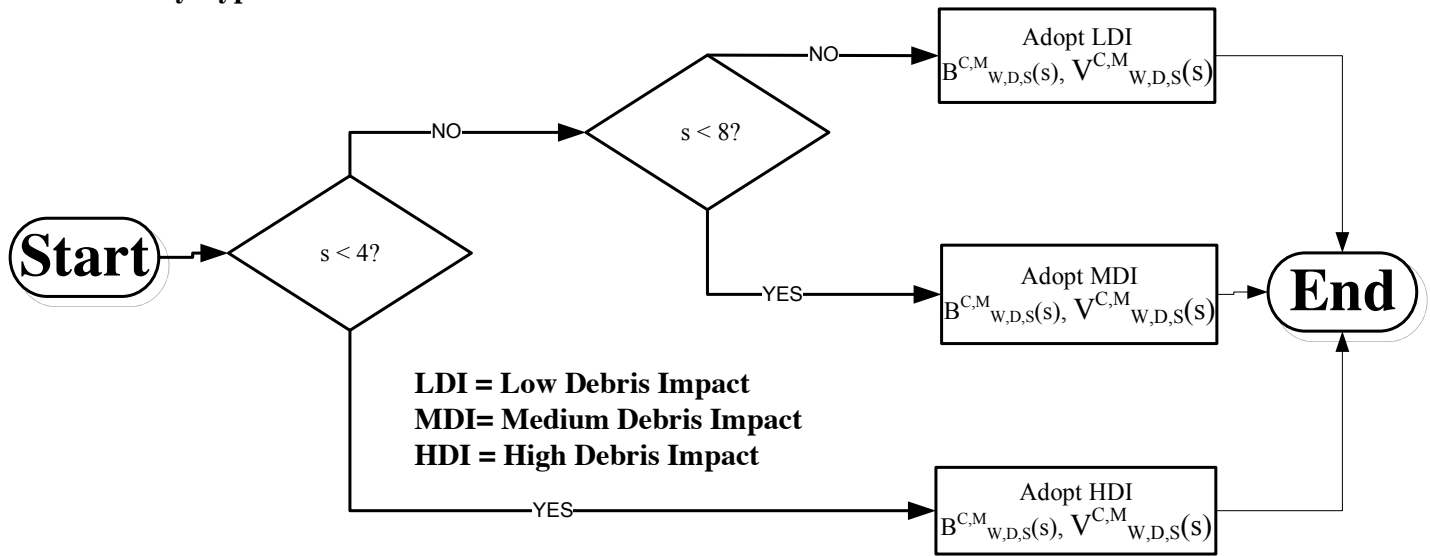 Adopt LDI
B^{C,M}_{W,D,S}(s), V^{C,M}_{W,D,S}(s)
NO
NO
s < 8?
s < 4?
Start
Adopt MDI
B^{C,M}_{W,D,S}(s), V^{C,M}_{W,D,S}(s)
YES
End
LDI = Low Debris Impact
MDI= Medium Debris Impact
HDI = High Debris Impact
Adopt HDI
B^{C,M}_{W,D,S}(s), V^{C,M}_{W,D,S}(s)
YES